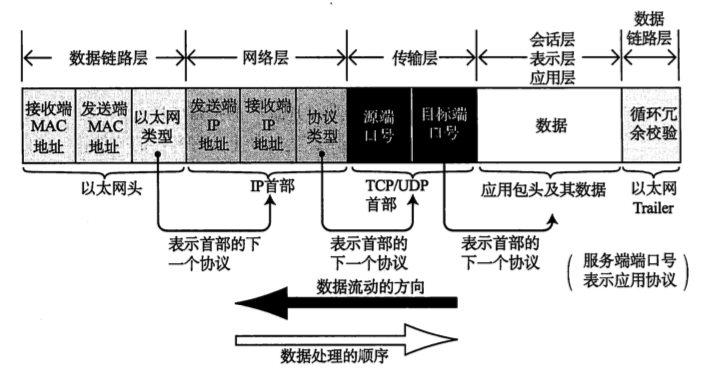 数据链路层
网络层
传输层
会话层
表示层
应用层
数据
链路层
接收端
MAC
地址
发送端
MAC
地址
以太网
类型
发送端
IP
地址
接收端
IP
地址
协议
类型
源端
口号
目标端
口号
数据
循环冗
余校验
以太网头
IP首部
TCP/UDP
首部
应用包头及其数据
以太网
Trailer
表示首部的下
一个协议
表示首部的
下一个协议
表示首部的
下一个协议
服务端端口号
表示应用协议
数据流动的方向
数据处理的顺序